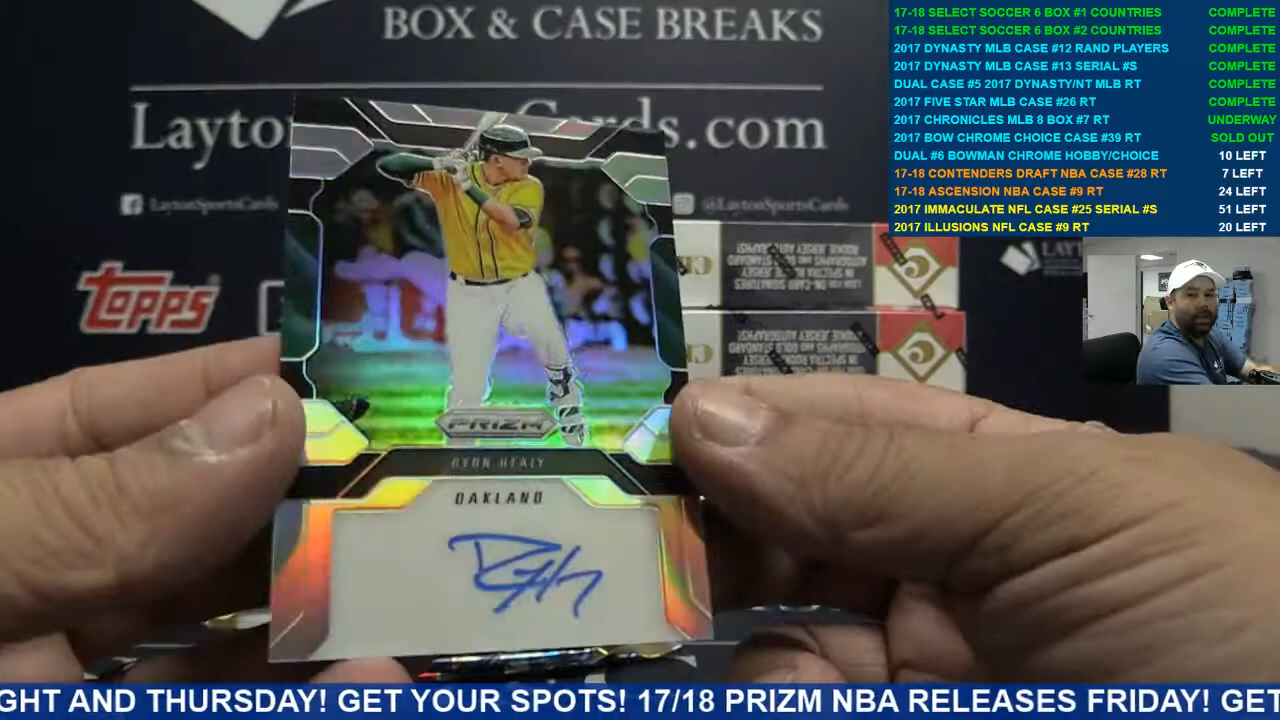 BOX & CASE BREAKS
Layto Cards.com
LaytonSportsCards
@LaytonSportsCards
TOPPS
LAYT
PRIZM
RYON HEALY
OAKLAND
17-18 SELECT SOCCER 6 BOX #1 COUNTRIES COMPLETE
17-18 SELECT SOCCER 6 BOX #2 COUNTRIES COMPLETE
2017 DYNASTY MLB CASE #12 RAND PLAYERS COMPLETE
2017 DYNASTY MLB CASE #13 SERIAL #S COMPLETE
DUAL CASE #5 2017 DYNASTY/NT MLB RT COMPLETE
2017 FIVE STAR MLB CASE #26 RT COMPLETE
2017 CHRONICLES MLB 8 BOX #7 RT UNDERWAY
2017 BOW CHROME CHOICE CASE #39 RT SOLD OUT
DUAL #6 BOWMAN CHROME HOBBY/CHOICE 10 LEFT
17-18 CONTENDERS DRAFT NBA CASE #28 RT 7 LEFT
17-18 ASCENSION NBA CASE #9 RT 24 LEFT
2017 IMMACULATE NFL CASE #25 SERIAL #S 51 LEFT
2017 ILLUSIONS NFL CASE #9 RT 20 LEFT
GHT AND THURSDAY! GET YOUR SPOTS! 17/18 PRIZM NBA RELEASES FRIDAY! GET